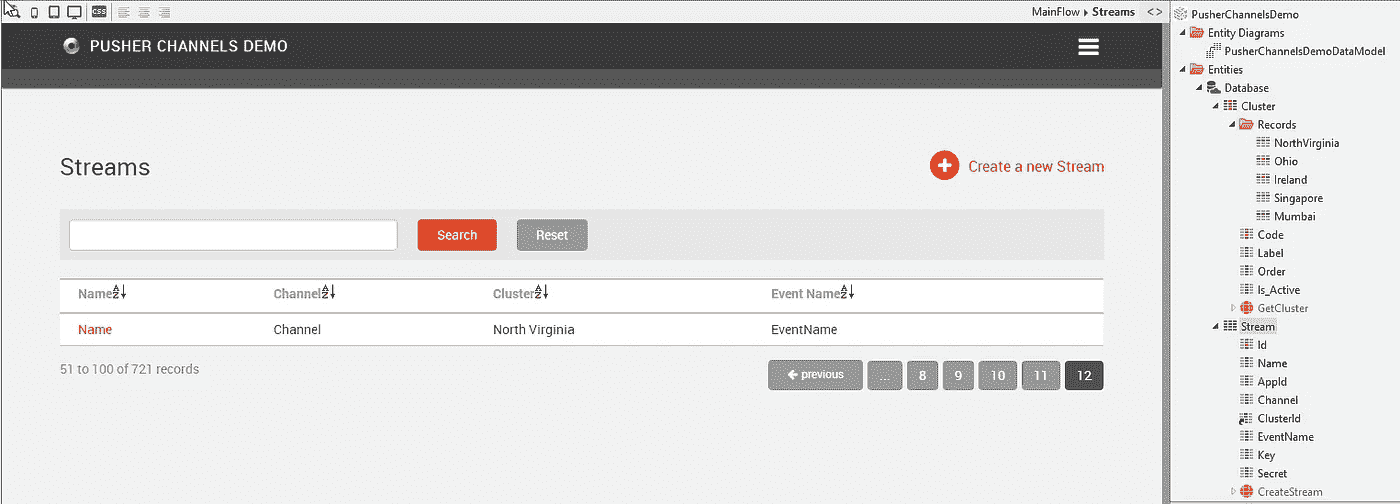 CSS
MainFlow ▸ Streams <>
PUSHER CHANNELS DEMO
Streams
Create a new Stream
Search Reset
Name Channel Cluster Event Name
Name Channel North Virginia EventName
51 to 100 of 721 records
previous ... 8 9 10 11 12
PusherChannelsDemo
Entity Diagrams
PusherChannelsDemoDataModel
Entities
Database
Cluster
Records
NorthVirginia
Ohio
Ireland
Singapore
Mumbai
Code
Label
Order
Is_Active
GetCluster
Stream
Id
Name
AppId
Channel
ClusterId
EventName
Key
Secret
CreateStream